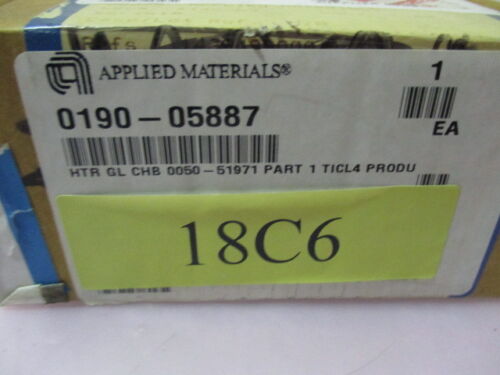 APPLIED MATERIALS®
1
0190-05887
EA
HTR GL CHB 0050-51971 PART 1 TICL4 PRODU
18C6